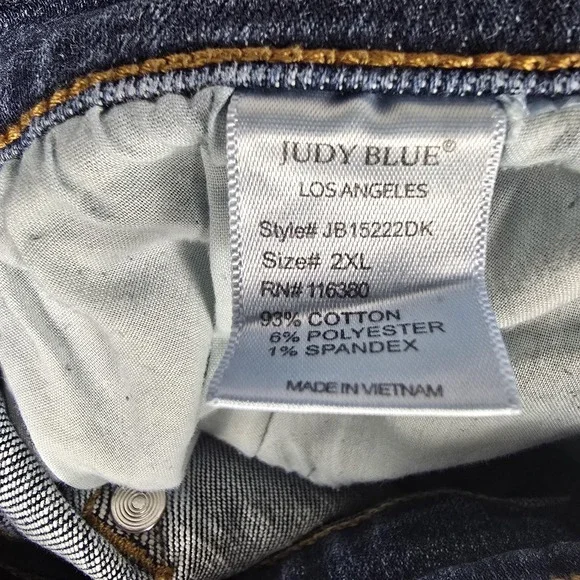 JUDY BLUE®
LOS ANGELES
Style# JB15222DK
Size# 2XL
RN# 116380
93% COTTON
6% POLYESTER
1% SPANDEX
MADE IN VIETNAM